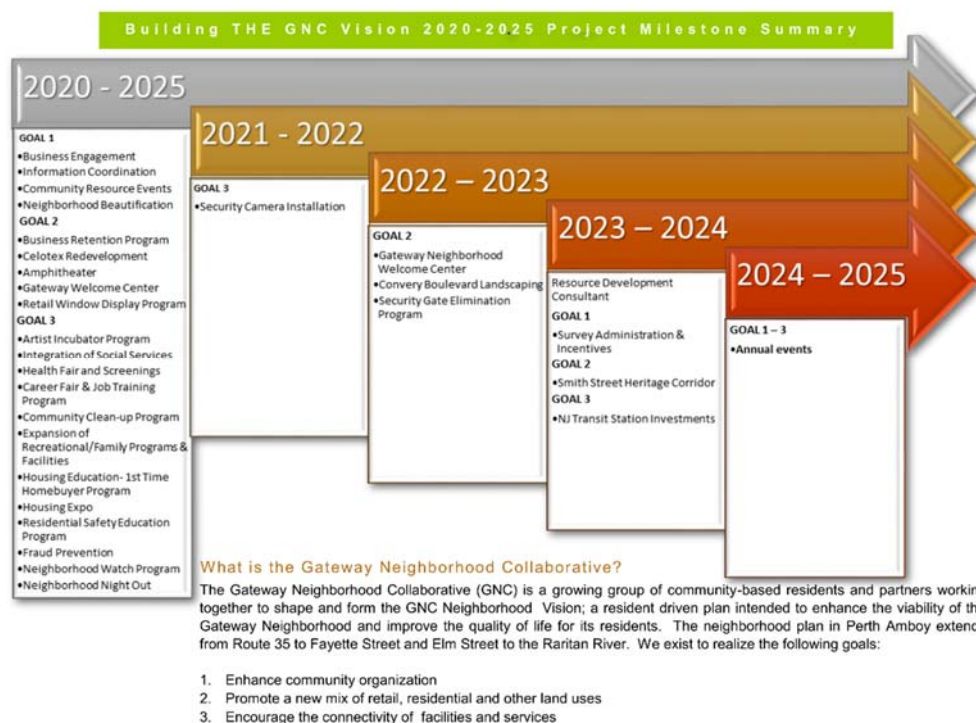 Building THE GNC Vision 2020-2025 Project Milestone Summary
2020 - 2025
GOAL 1
•Business Engagement
•Information Coordination
•Community Resource Events
•Neighborhood Beautification
GOAL 2
•Business Retention Program
•Celotex Redevelopment
•Amphitheater
•Gateway Welcome Center
•Retail Window Display Program
GOAL 3
•Artist Incubator Program
•Integration of Social Services
•Health Fair and Screenings
•Career Fair & Job Training
Program
•Community Clean-up Program
•Expansion of
Recreational/Family Programs &
Facilities
•Housing Education- 1st Time
Homebuyer Program
•Housing Expo
•Residential Safety Education
Program
•Fraud Prevention
•Neighborhood Watch Program
•Neighborhood Night Out
2021 - 2022
GOAL 3
•Security Camera Installation
2022 – 2023
GOAL 2
•Gateway Neighborhood
Welcome Center
•Convery Boulevard Landscaping
•Security Gate Elimination
Program
2023 – 2024
Resource Development
Consultant
GOAL 1
•Survey Administration &
Incentives
GOAL 2
•Smith Street Heritage Corridor
GOAL 3
•NJ Transit Station Investments
2024 – 2025
GOAL 1 – 3
•Annual events
What is the Gateway Neighborhood Collaborative?
The Gateway Neighborhood Collaborative (GNC) is a growing group of community-based residents and partners workin
together to shape and form the GNC Neighborhood Vision; a resident driven plan intended to enhance the viability of th
Gateway Neighborhood and improve the quality of life for its residents. The neighborhood plan in Perth Amboy extend
from Route 35 to Fayette Street and Elm Street to the Raritan River. We exist to realize the following goals:
1. Enhance community organization
2. Promote a new mix of retail, residential and other land uses
3. Encourage the connectivity of facilities and services